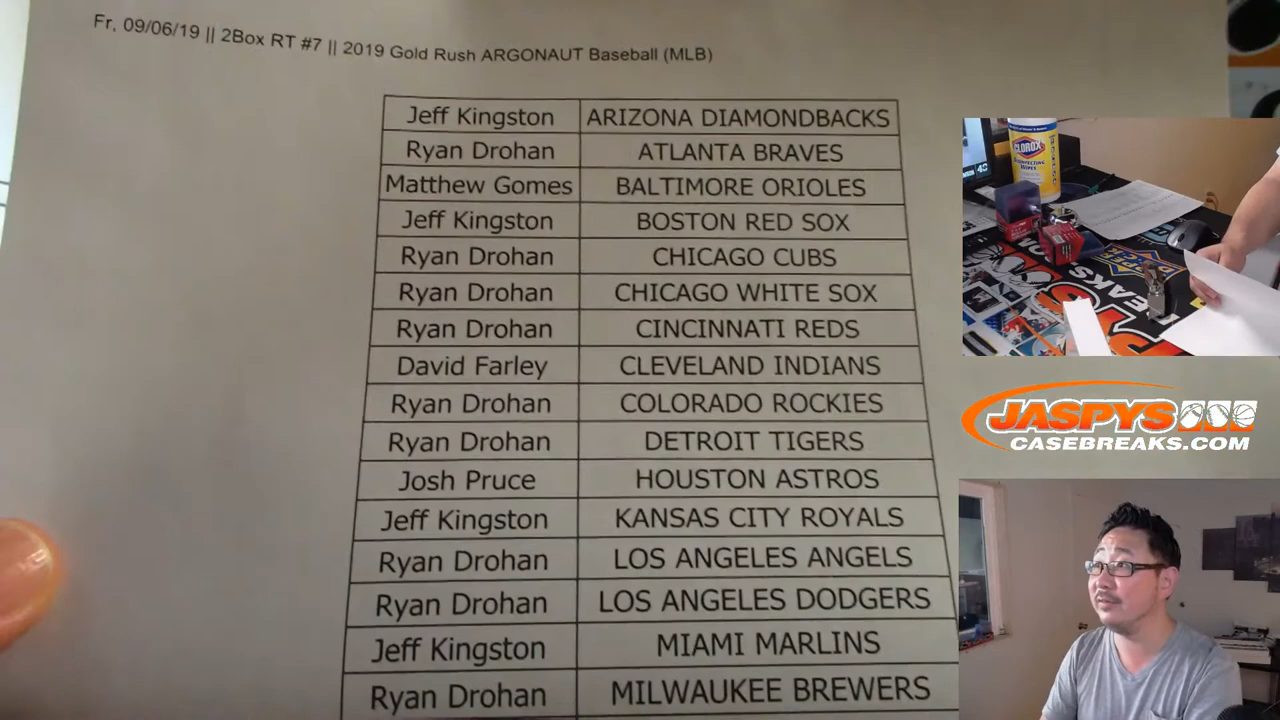 Fr, 09/06/19 || 2Box RT #7 || 2019 Gold Rush ARGONAUT Baseball (MLB)
Jeff Kingston ARIZONA DIAMONDBACKS
Ryan Drohan ATLANTA BRAVES
Matthew Gomes BALTIMORE ORIOLES
Jeff Kingston BOSTON RED SOX
Ryan Drohan CHICAGO CUBS
Ryan Drohan CHICAGO WHITE SOX
Ryan Drohan CINCINNATI REDS
David Farley CLEVELAND INDIANS
Ryan Drohan COLORADO ROCKIES
Ryan Drohan DETROIT TIGERS
Josh Pruce HOUSTON ASTROS
Jeff Kingston KANSAS CITY ROYALS
Ryan Drohan LOS ANGELES ANGELS
Ryan Drohan LOS ANGELES DODGERS
Jeff Kingston MIAMI MARLINS
Ryan Drohan MILWAUKEE BREWERS
CLOROX
DISINFECTING
WIPES
JASPYS
CASEBREAKS.COM